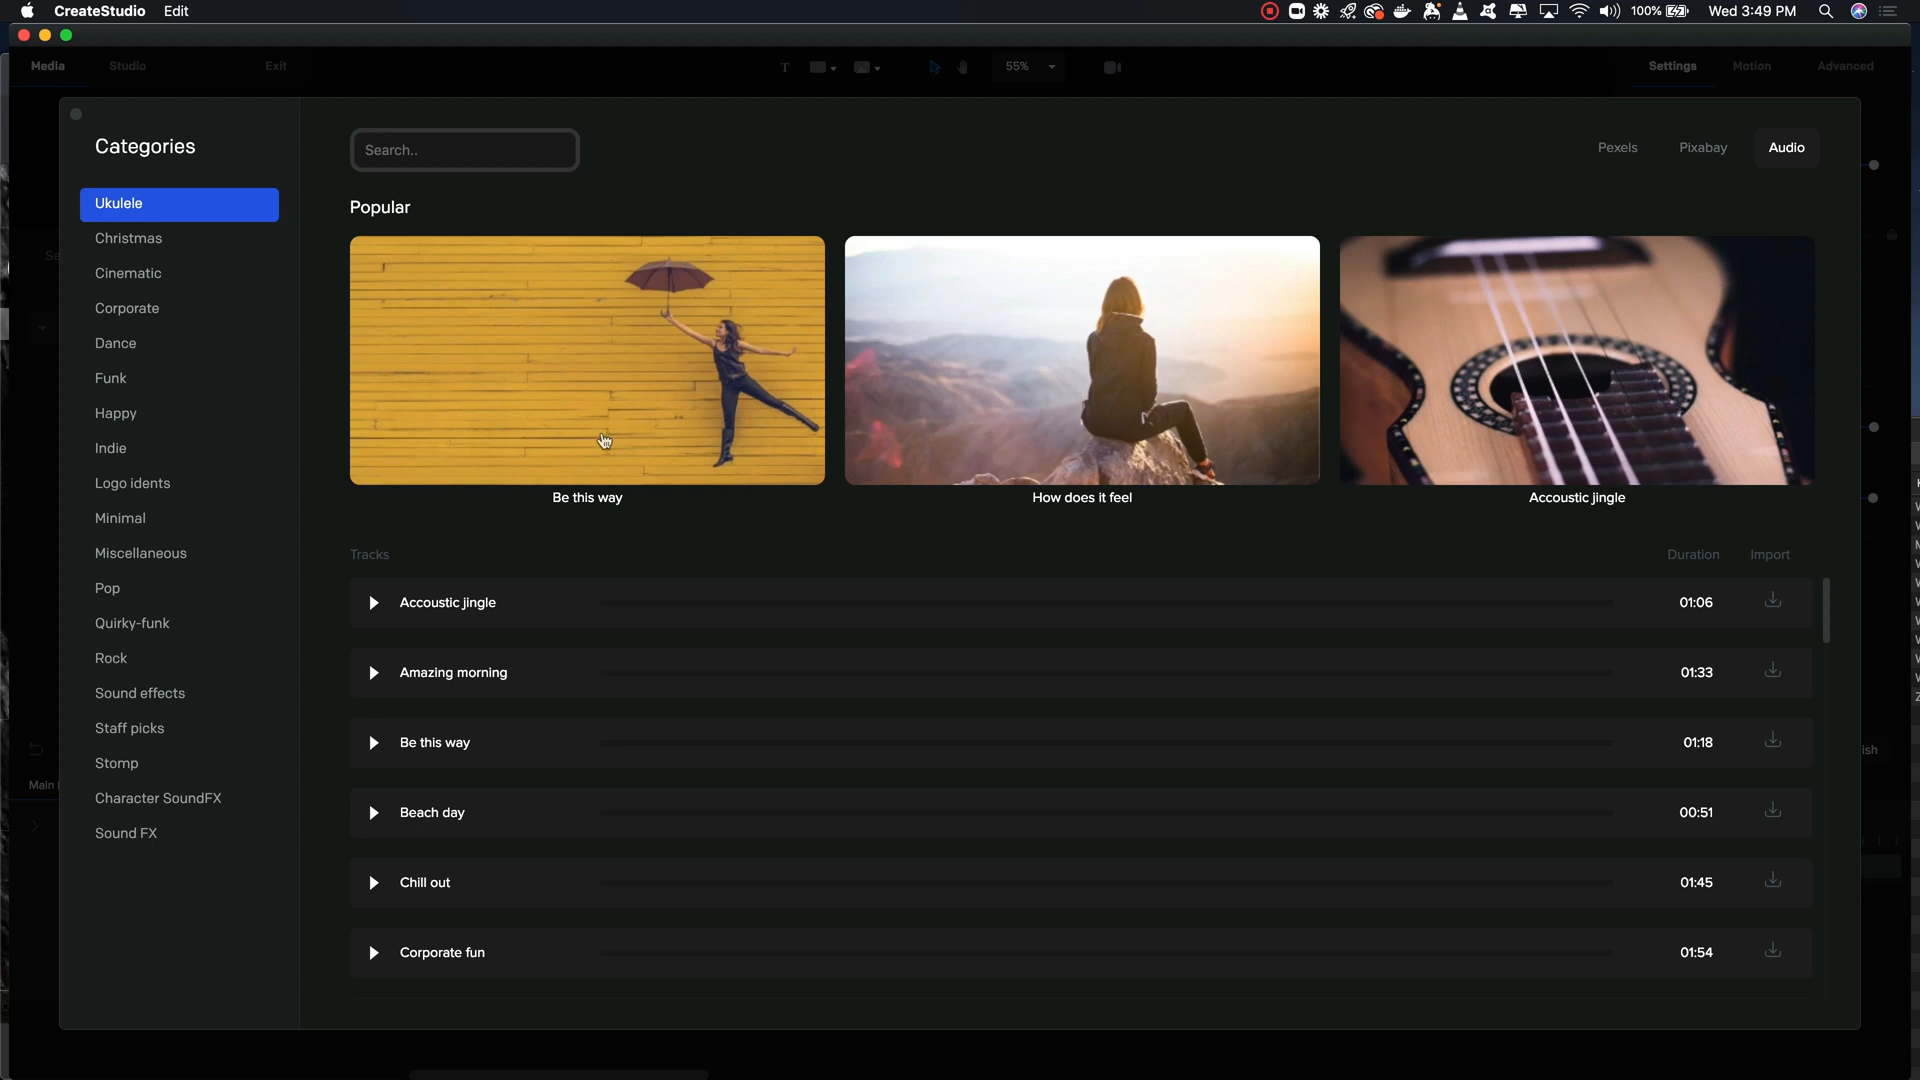 CreateStudio Edit
100% Wed 3:49 PM
Media Studio Exit
T 55%
Settings Motion Advanced
Categories
Ukulele
Christmas
Cinematic
Corporate
Dance
Funk
Happy
Indie
Logo idents
Minimal
Miscellaneous
Pop
Quirky-funk
Rock
Sound effects
Staff picks
Stomp
Character SoundFX
Sound FX
Search..
Pexels Pixabay Audio
Popular
Be this way
How does it feel
Accoustic jingle
Tracks Duration Import
Accoustic jingle 01:06
Amazing morning 01:33
Be this way 01:18
Beach day 00:51
Chill out 01:45
Corporate fun 01:54
Se
Main
ish